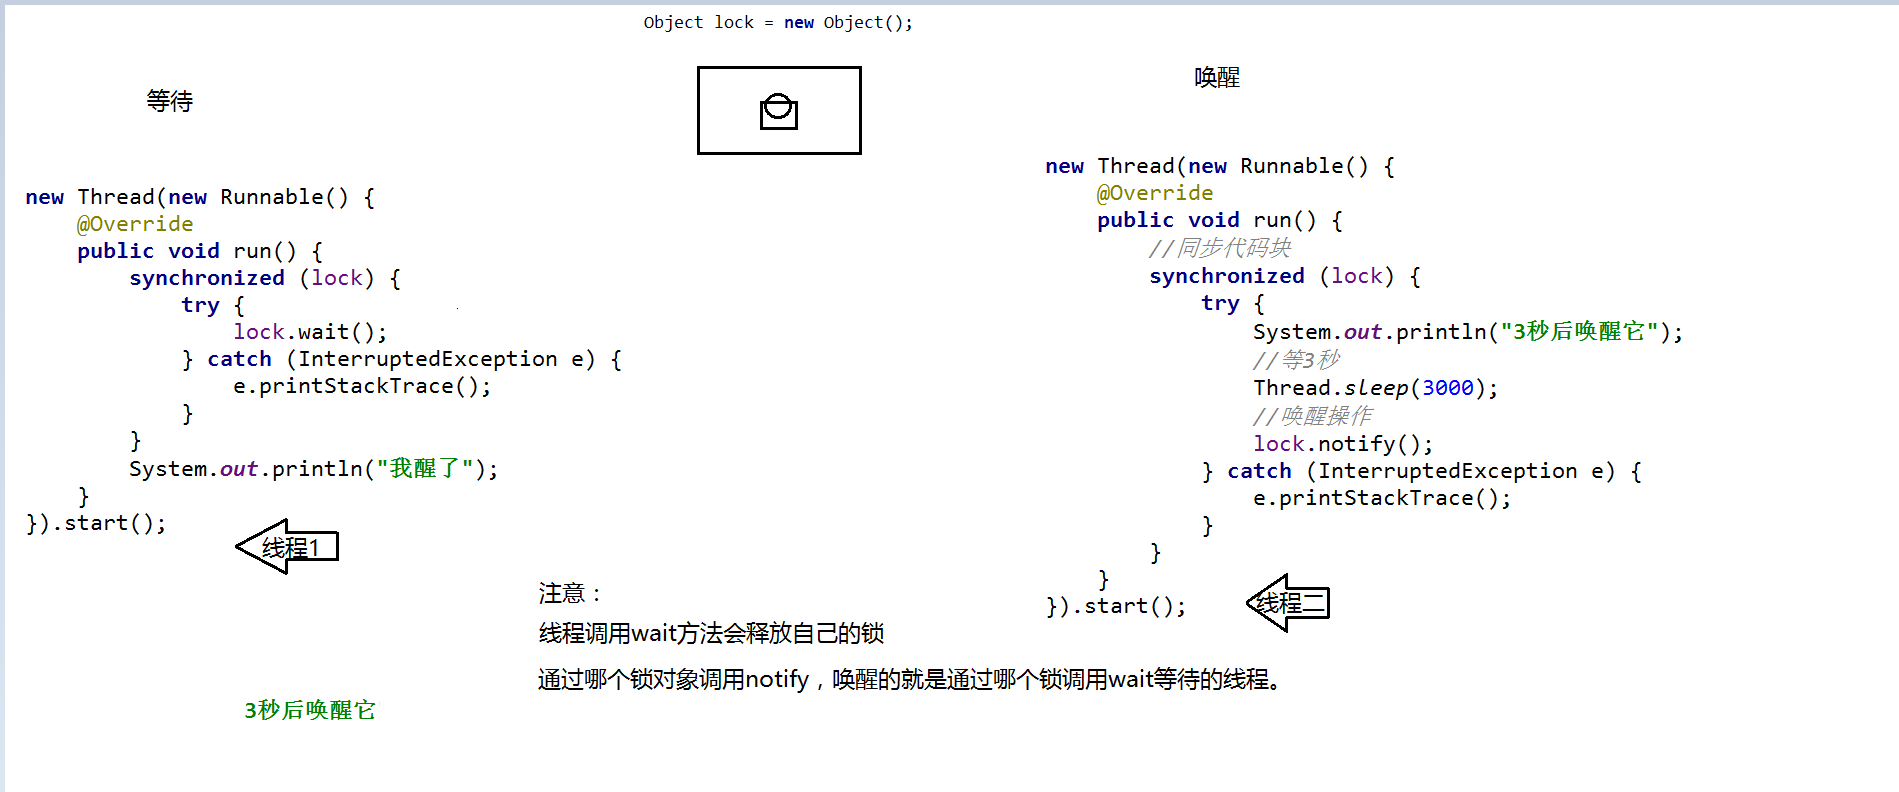 Object lock = new Object();
等待
new Thread(new Runnable() {
@Override
public void run() {
synchronized (lock) {
try {
lock.wait();
} catch (InterruptedException e) {
e.printStackTrace();
}
}
System.out.println("我醒了");
}
}).start();
线程1
唤醒
new Thread(new Runnable() {
@Override
public void run() {
//同步代码块
synchronized (lock) {
try {
System.out.println("3秒后唤醒它");
//等3秒
Thread.sleep(3000);
//唤醒操作
lock.notify();
} catch (InterruptedException e) {
e.printStackTrace();
}
}
}
}).start();
线程二
注意：
线程调用wait方法会释放自己的锁
通过哪个锁对象调用notify，唤醒的就是通过哪个锁调用wait等待的线程。
3秒后唤醒它